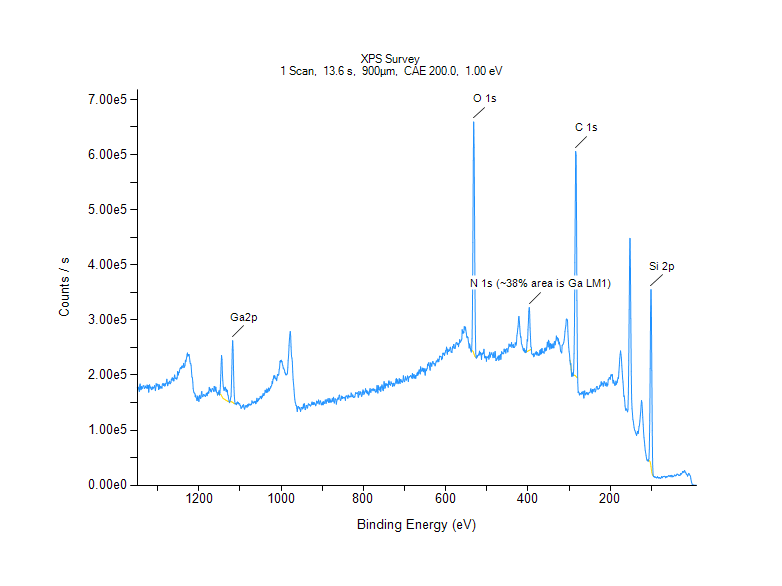 XPS Survey
1 Scan, 13.6 s, 900µm, CAE 200.0, 1.00 eV
7.00e5
O 1s
C 1s
6.00e5
5.00e5
4.00e5
Si 2p
N 1s (~38% area is Ga LM1)
Counts / s
3.00e5
Ga2p
2.00e5
1.00e5
0.00e0
1200 1000 800 600 400 200
Binding Energy (eV)